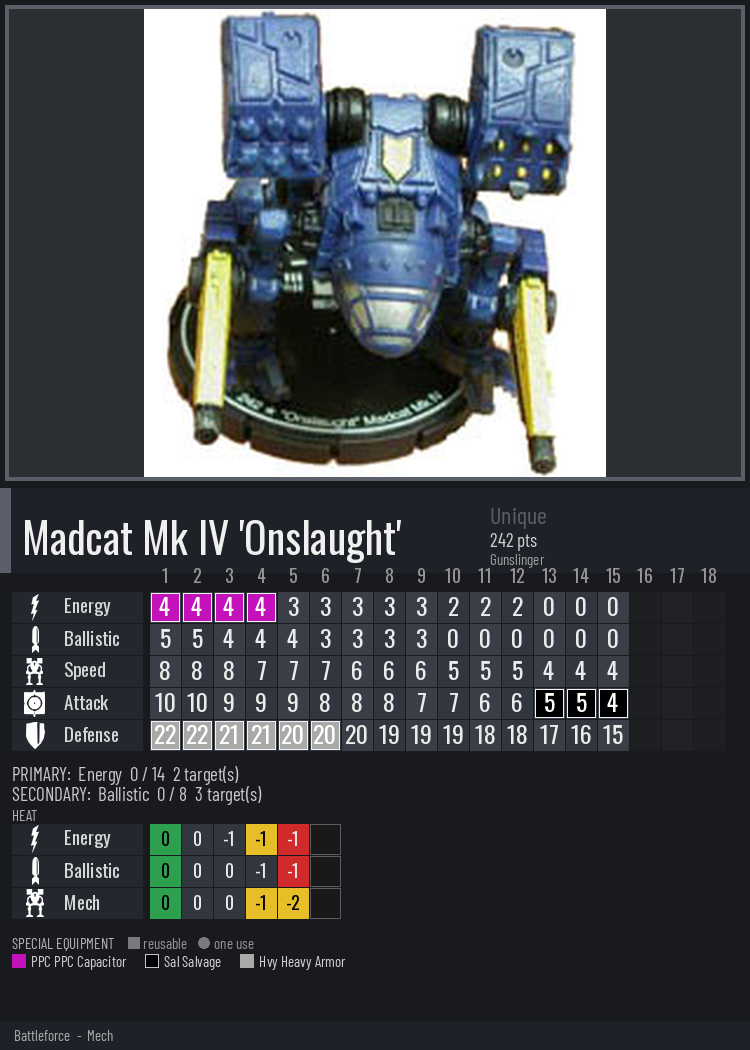 242 ★ "Onslaught" Madcat Mk IV
Madcat Mk IV 'Onslaught'
Unique
242 pts
Gunslinger
1 2 3 4 5 6 7 8 9 10 11 12 13 14 15 16 17 18
Energy 4 4 4 4 3 3 3 3 3 2 2 2 0 0 0
Ballistic 5 5 4 4 4 3 3 3 3 0 0 0 0 0 0
Speed 8 8 8 7 7 7 6 6 6 5 5 5 4 4 4
Attack 10 10 9 9 9 8 8 8 7 7 6 6 5 5 4
Defense 22 22 21 21 20 20 20 19 19 19 18 18 17 16 15
PRIMARY: Energy 0 / 14 2 target(s)
SECONDARY: Ballistic 0 / 8 3 target(s)
HEAT
Energy 0 0 -1 -1 -1
Ballistic 0 0 0 -1 -1
Mech 0 0 0 -1 -2
SPECIAL EQUIPMENT reusable one use
PPC PPC Capacitor Sal Salvage Hvy Heavy Armor
Battleforce - Mech